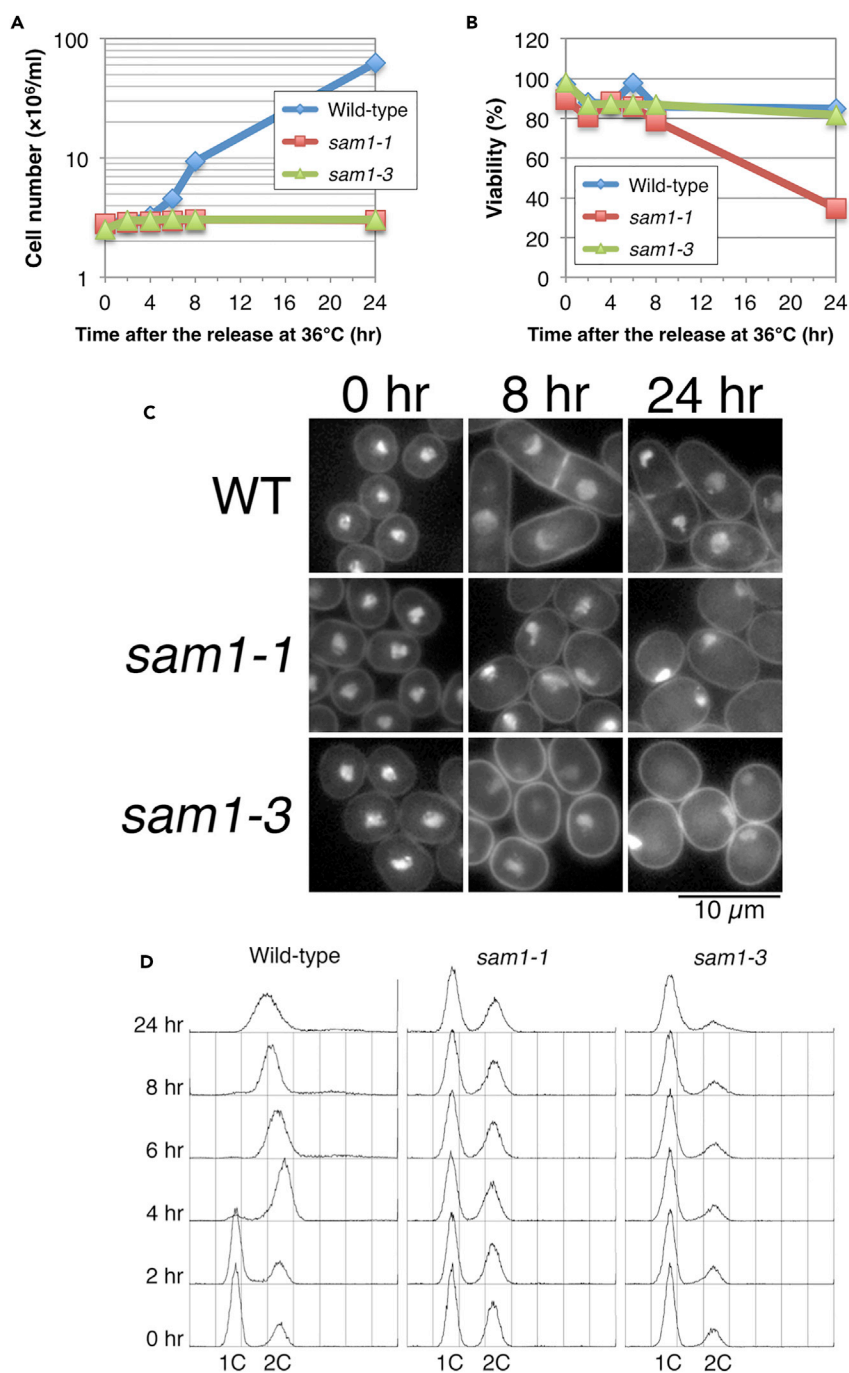 A
100
10
1
Cell number (×10⁶/ml)
Wild-type
sam1-1
sam1-3
0 4 8 12 16 20 24
Time after the release at 36°C (hr)
B
120
100
80
60
40
20
0
Viability (%)
Wild-type
sam1-1
sam1-3
0 4 8 12 16 20 24
Time after the release at 36°C (hr)
C
0 hr 8 hr 24 hr
WT
sam1-1
sam1-3
10 µm
D
Wild-type sam1-1 sam1-3
24 hr
8 hr
6 hr
4 hr
2 hr
0 hr
1C 2C 1C 2C 1C 2C